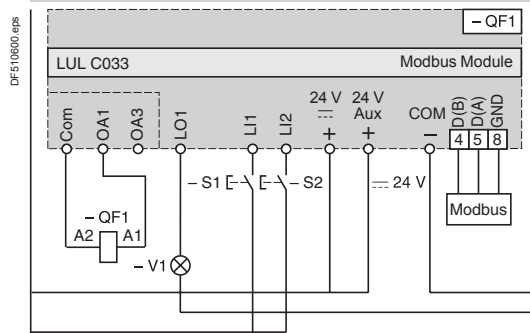 DF510600.eps
– QF1
LUL C033 Modbus Module
Com OA1 OA3 LO1 LI1 LI2 24 V + 24 V Aux + COM – D(B) D(A) GND
4 5 8
– S1 – S2 24 V Modbus
– QF1
A2 A1
– V1